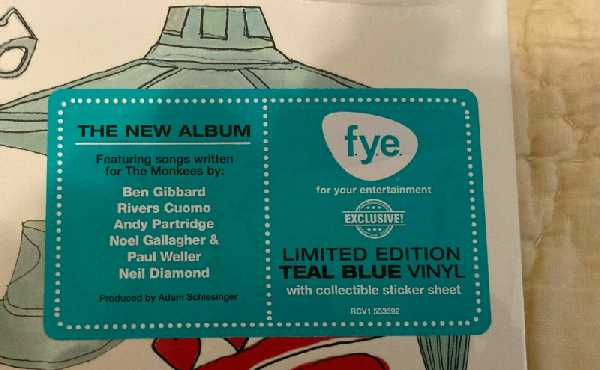 THE NEW ALBUM
Featuring songs written
for The Monkees by:
Ben Gibbard
Rivers Cuomo
Andy Partridge
Noel Gallagher &
Paul Weller
Neil Diamond
Produced by Adam Schlesinger
f.y.e.
for your entertainment
EXCLUSIVE!
LIMITED EDITION
TEAL BLUE VINYL
with collectible sticker sheet
RCV1 553592